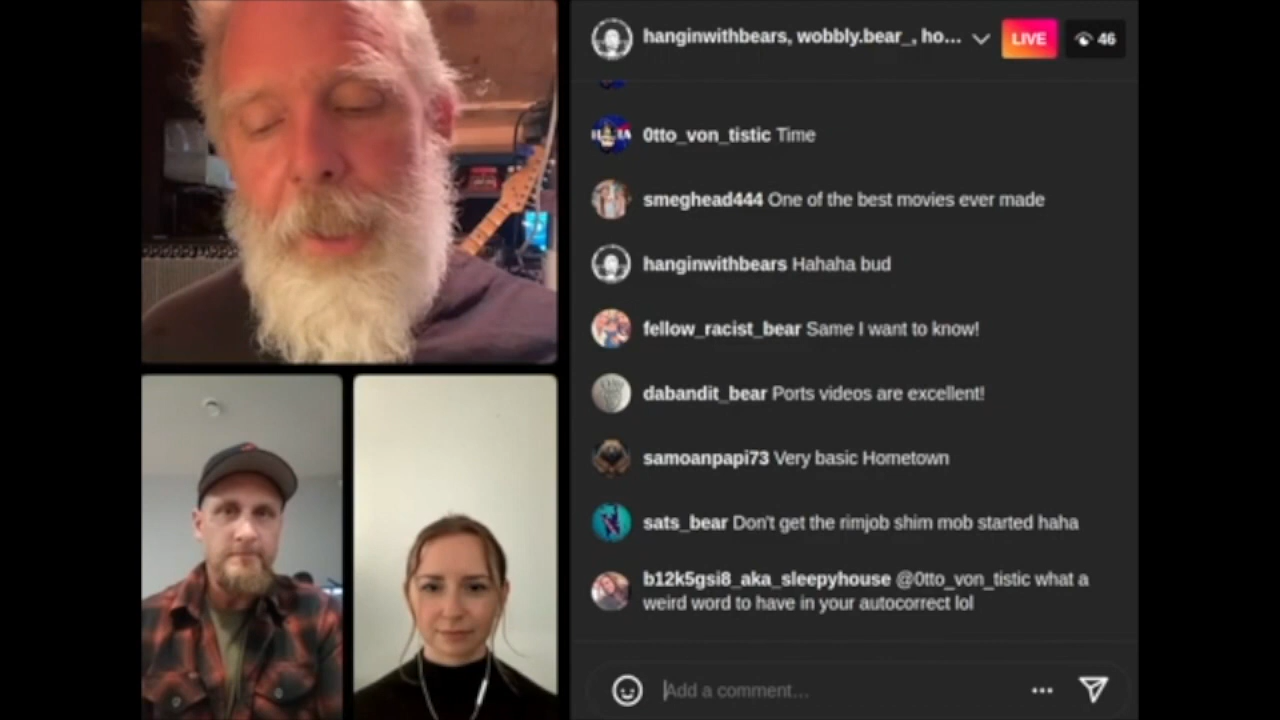 hanginwithbears, wobbly.bear_, ho...
LIVE
46
0tto_von_tistic Time
smeghead444 One of the best movies ever made
hanginwithbears Hahaha bud
fellow_racist_bear Same I want to know!
dabandit_bear Ports videos are excellent!
samoanpapi73 Very basic Hometown
sats_bear Don't get the rimjob shim mob started haha
b12k5gsi8_aka_sleepyhouse @0tto_von_tistic what a
weird word to have in your autocorrect lol
Add a comment...